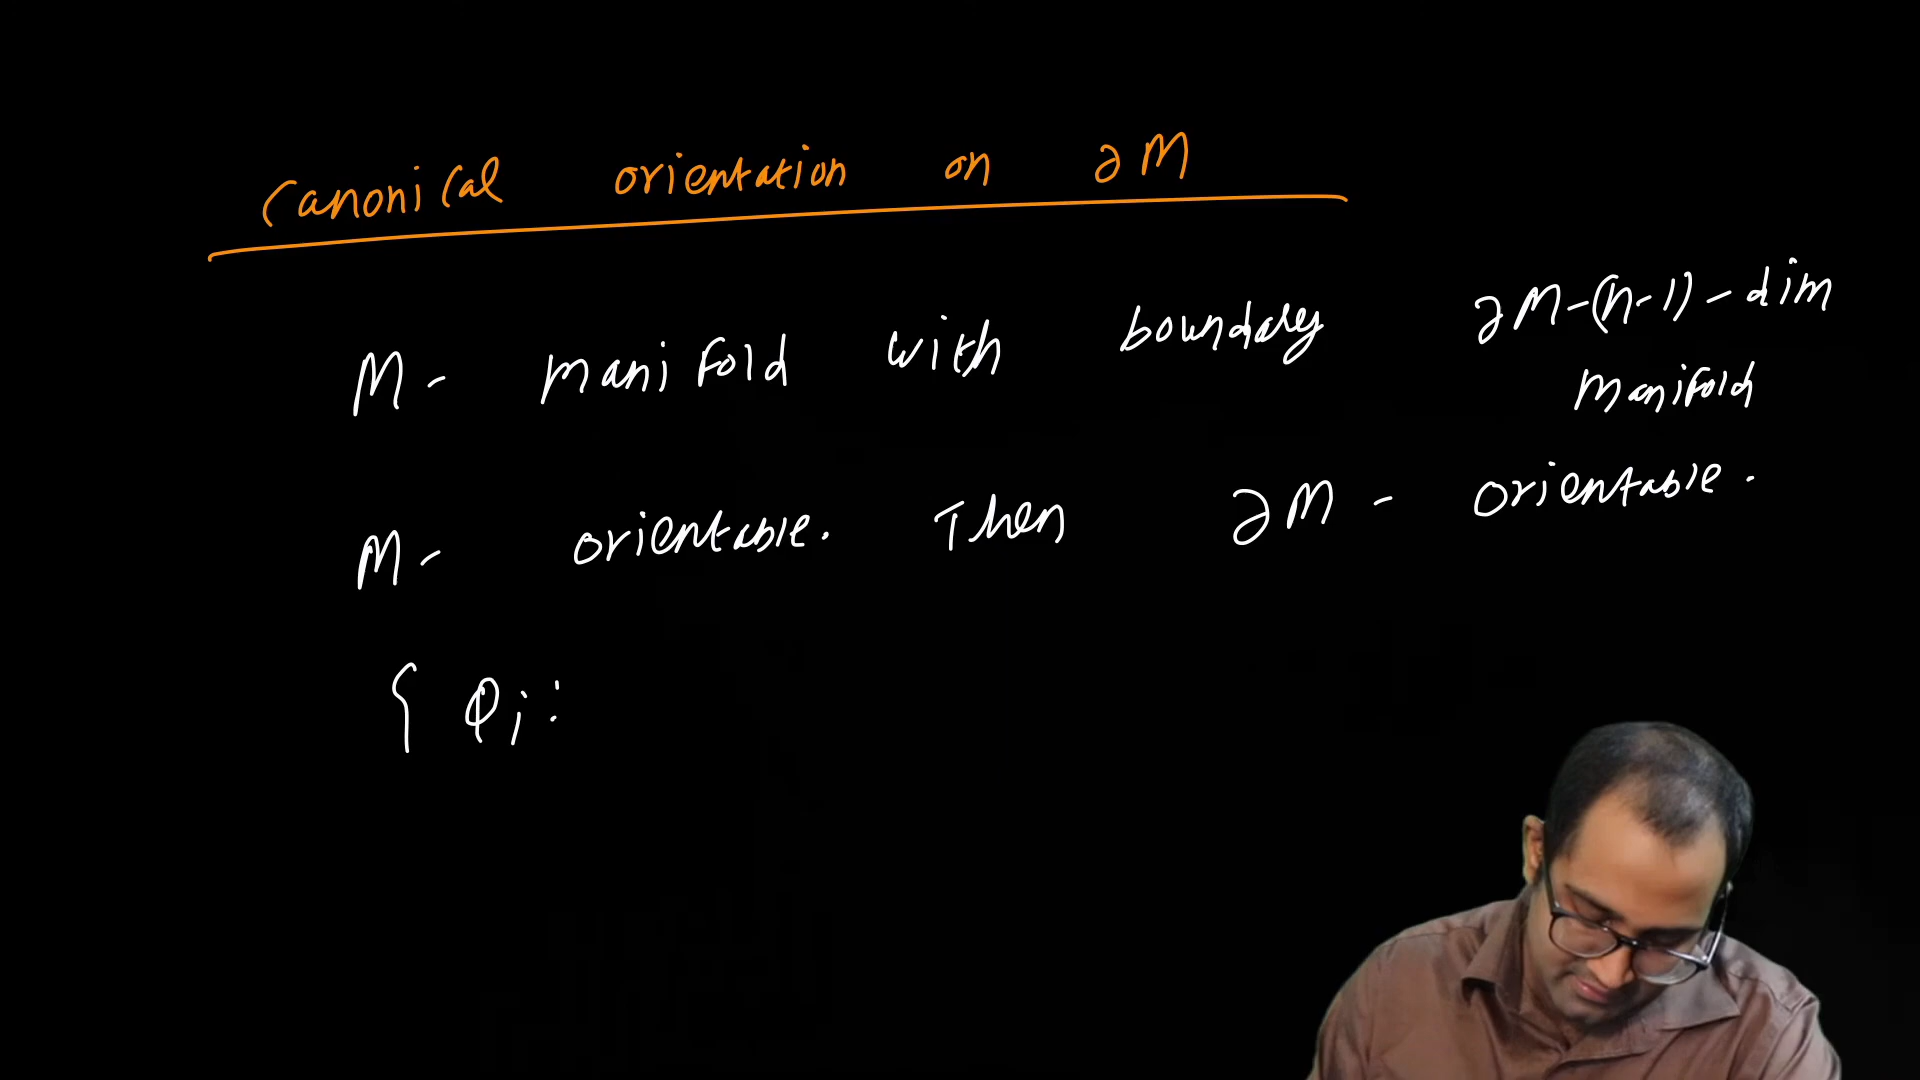 Canonical orientation on ∂M
M - manifold with boundary ∂M-(n-1)-dim
manifold
M - orientable. Then ∂M - orientable.
{ φi :